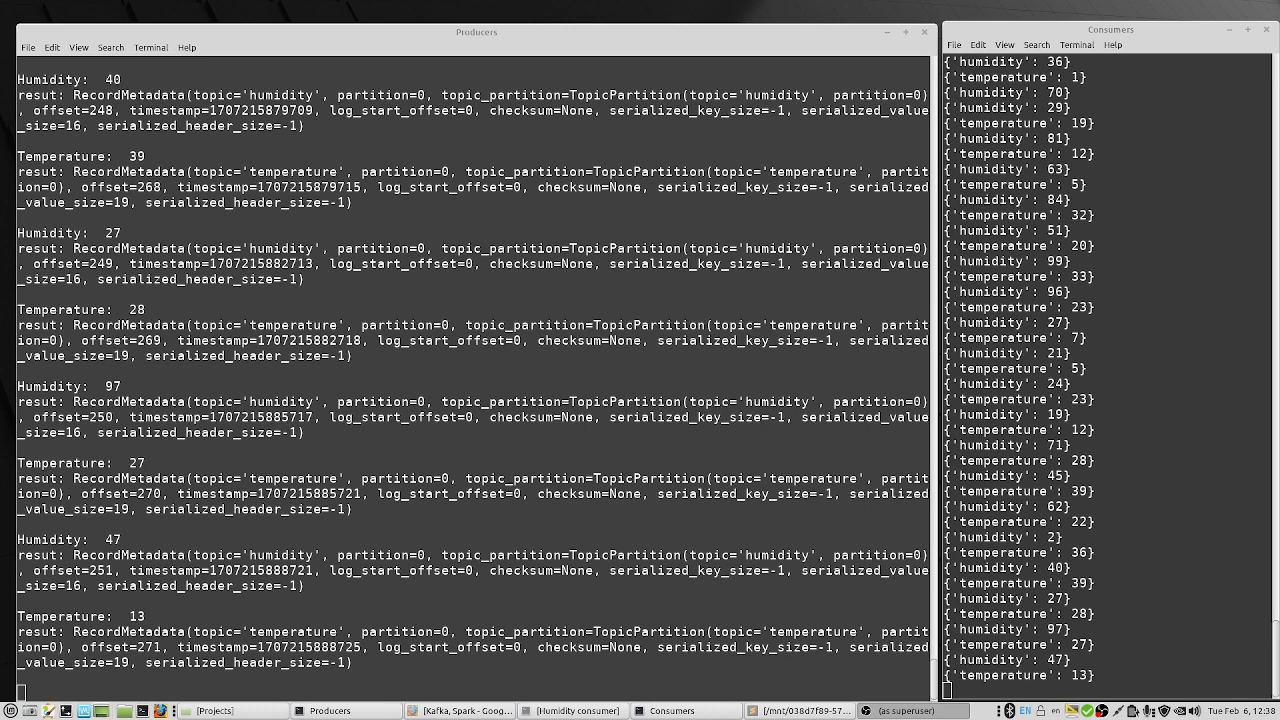 Producers
File Edit View Search Terminal Help
Humidity:  40
resut: RecordMetadata(topic='humidity', partition=0, topic_partition=TopicPartition(topic='humidity', partition=0)
, offset=248, timestamp=1707215879709, log_start_offset=0, checksum=None, serialized_key_size=-1, serialized_value
_size=16, serialized_header_size=-1)
Temperature:  39
resut: RecordMetadata(topic='temperature', partition=0, topic_partition=TopicPartition(topic='temperature', partit
ion=0), offset=268, timestamp=1707215879715, log_start_offset=0, checksum=None, serialized_key_size=-1, serialized
_value_size=19, serialized_header_size=-1)
Humidity:  27
resut: RecordMetadata(topic='humidity', partition=0, topic_partition=TopicPartition(topic='humidity', partition=0)
, offset=249, timestamp=1707215882713, log_start_offset=0, checksum=None, serialized_key_size=-1, serialized_value
_size=16, serialized_header_size=-1)
Temperature:  28
resut: RecordMetadata(topic='temperature', partition=0, topic_partition=TopicPartition(topic='temperature', partit
ion=0), offset=269, timestamp=1707215882718, log_start_offset=0, checksum=None, serialized_key_size=-1, serialized
_value_size=19, serialized_header_size=-1)
Humidity:  97
resut: RecordMetadata(topic='humidity', partition=0, topic_partition=TopicPartition(topic='humidity', partition=0)
, offset=250, timestamp=1707215885717, log_start_offset=0, checksum=None, serialized_key_size=-1, serialized_value
_size=16, serialized_header_size=-1)
Temperature:  27
resut: RecordMetadata(topic='temperature', partition=0, topic_partition=TopicPartition(topic='temperature', partit
ion=0), offset=270, timestamp=1707215885721, log_start_offset=0, checksum=None, serialized_key_size=-1, serialized
_value_size=19, serialized_header_size=-1)
Humidity:  47
resut: RecordMetadata(topic='humidity', partition=0, topic_partition=TopicPartition(topic='humidity', partition=0)
, offset=251, timestamp=1707215888721, log_start_offset=0, checksum=None, serialized_key_size=-1, serialized_value
_size=16, serialized_header_size=-1)
Temperature:  13
resut: RecordMetadata(topic='temperature', partition=0, topic_partition=TopicPartition(topic='temperature', partit
ion=0), offset=271, timestamp=1707215888725, log_start_offset=0, checksum=None, serialized_key_size=-1, serialized
_value_size=19, serialized_header_size=-1)
Consumers
File Edit View Search Terminal Help
{'humidity': 36}
{'temperature': 1}
{'humidity': 70}
{'humidity': 29}
{'temperature': 19}
{'humidity': 81}
{'temperature': 12}
{'humidity': 63}
{'temperature': 5}
{'humidity': 84}
{'temperature': 32}
{'humidity': 51}
{'temperature': 20}
{'humidity': 99}
{'temperature': 33}
{'humidity': 96}
{'temperature': 23}
{'humidity': 27}
{'temperature': 7}
{'humidity': 21}
{'temperature': 5}
{'humidity': 24}
{'temperature': 23}
{'humidity': 19}
{'temperature': 12}
{'humidity': 71}
{'temperature': 28}
{'humidity': 45}
{'temperature': 39}
{'humidity': 62}
{'temperature': 22}
{'humidity': 2}
{'temperature': 36}
{'humidity': 40}
{'temperature': 39}
{'humidity': 27}
{'temperature': 28}
{'humidity': 97}
{'temperature': 27}
{'humidity': 47}
{'temperature': 13}
[Projects] Producers [Kafka, Spark - Goog... [Humidity consumer] Consumers [/mnt/038d7f89-57... (as superuser) EN en Tue Feb 6, 12:38